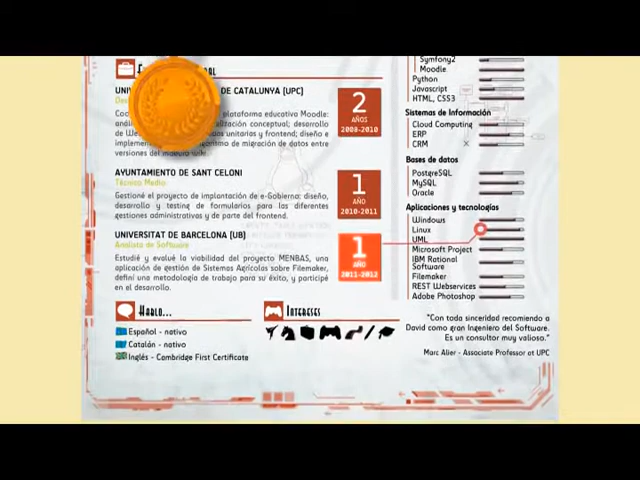 DE CATALUNYA (UPC)
plataforma educativa Moodle:
conceptual; desarrollo
unitarios y frontend; diseño e
de migración de datos entre
versiones del módulo wiki.
2
AÑOS
2008-2010
AYUNTAMIENTO DE SANT CELONI
Técnico Medio
Gestioné el proyecto de implantación de e-Gobierno: diseño,
desarrollo y testing de formularios para las diferentes
gestiones administrativas y de parte del frontend.
1
AÑO
2010-2011
UNIVERSITAT DE BARCELONA (UB)
Analista de Software
Estudié y evalué la viabilidad del proyecto MENBAS, una
aplicación de gestión de Sistemas Agrícolas sobre Filemaker,
definí una metodología de trabajo para su éxito, y participé
en el desarrollo.
1
AÑO
2011-2012
Hablo...
Español - nativo
Catalán - nativo
Inglés - Cambridge First Certificate
Intereses
Symfony2
Moodle
Python
Javascript
HTML, CSS3
Sistemas de Información
Cloud Computing
ERP
CRM
Bases de datos
PostgreSQL
MySQL
Oracle
Aplicaciones y tecnologías
Windows
Linux
UML
Microsoft Project
IBM Rational
Software
Filemaker
REST Webservices
Adobe Photoshop
"Con toda sinceridad recomiendo a
David como gran Ingeniero del Software.
Es un consultor muy valioso."
Marc Alier - Associate Professor at UPC